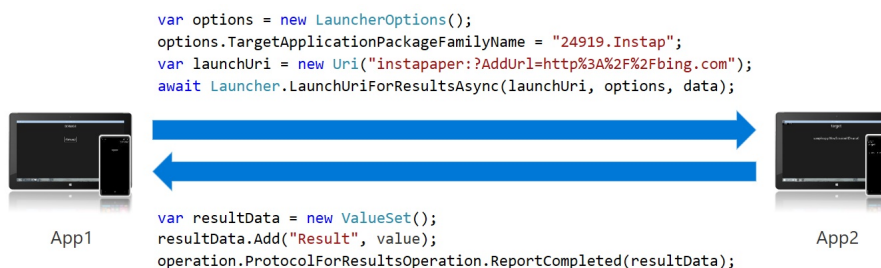 var options = new LauncherOptions();
options.TargetApplicationPackageFamilyName = "24919.Instap";
var launchUri = new Uri("instapaper:?AddUrl=http%3A%2F%2Fbing.com");
await Launcher.LaunchUriForResultsAsync(launchUri, options, data);
App1
App2
var resultData = new ValueSet();
resultData.Add("Result", value);
operation.ProtocolForResultsOperation.ReportCompleted(resultData);